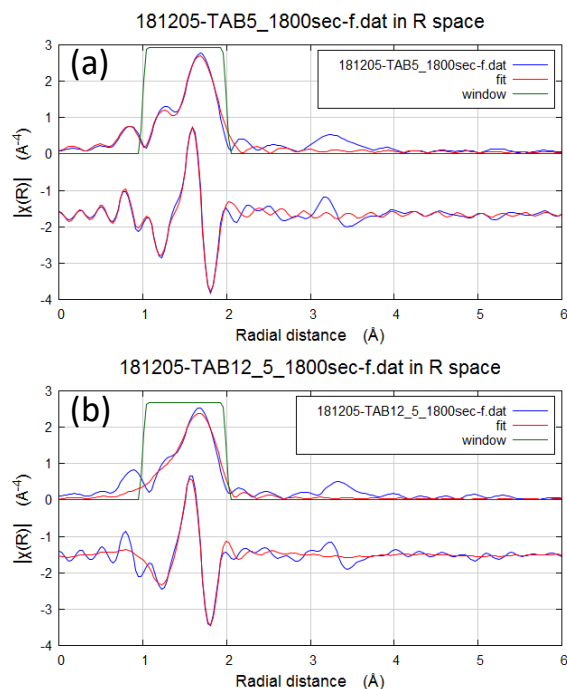 181205-TAB5_1800sec-f.dat in R space
(a)
181205-TAB5_1800sec-f.dat
fit
window
3
2
1
0
-1
-2
-3
-4
|χ(R)| (Å⁻⁴)
0 1 2 3 4 5 6
Radial distance (Å)
181205-TAB12_5_1800sec-f.dat in R space
(b)
181205-TAB12_5_1800sec-f.dat
fit
window
4
3
2
1
0
-1
-2
-3
-4
|χ(R)| (Å⁻⁴)
0 1 2 3 4 5 6
Radial distance (Å)